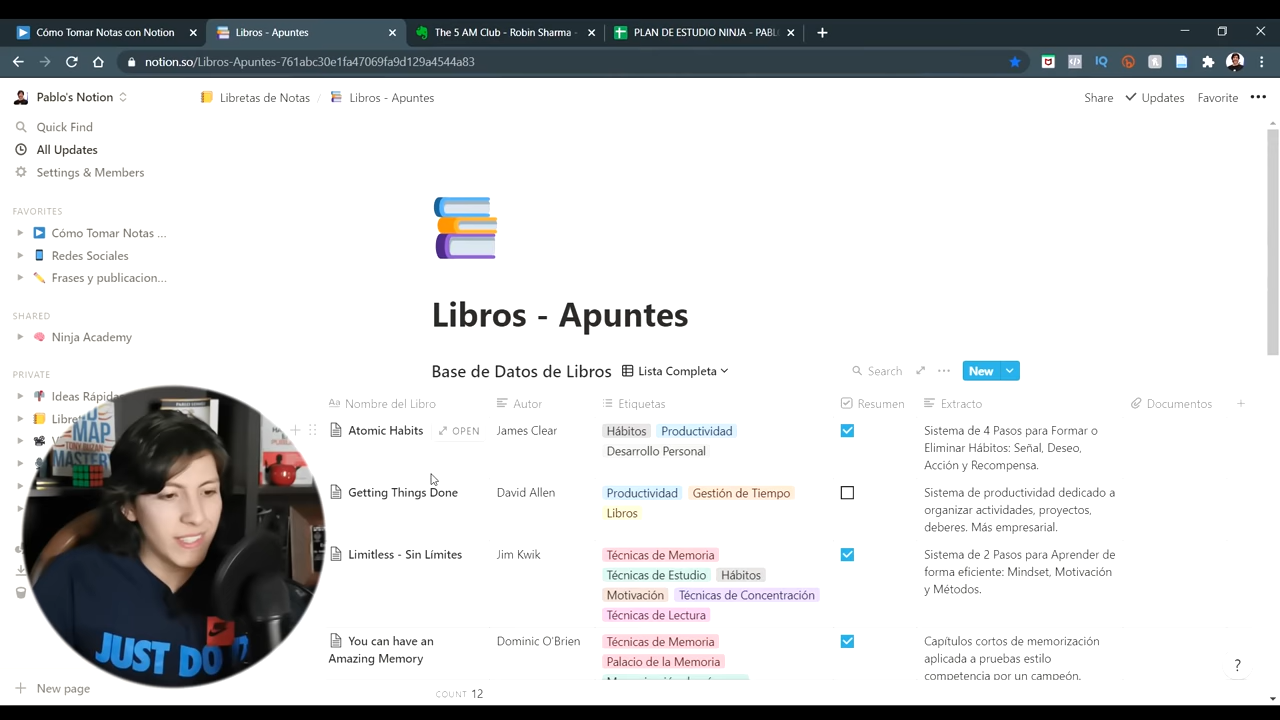 Cómo Tomar Notas con Notion
Libros - Apuntes
The 5 AM Club - Robin Sharma -
PLAN DE ESTUDIO NINJA - PABL
notion.so/Libros-Apuntes-761abc30e1fa47069fa9d129a4544a83
Pablo's Notion
Libretas de Notas / Libros - Apuntes
Share Updates Favorite
Quick Find
All Updates
Settings & Members
FAVORITES
Cómo Tomar Notas ...
Redes Sociales
Frases y publicacion...
SHARED
Ninja Academy
PRIVATE
Ideas Rápida
Libre
New page
MAP
TONY BUZAN
MASTERY
JUST DO
Libros - Apuntes
Base de Datos de Libros Lista Completa
Search New
Aa Nombre del Libro Autor Etiquetas Resumen Extracto Documentos
Atomic Habits OPEN James Clear
Hábitos Productividad
Desarrollo Personal
Sistema de 4 Pasos para Formar o
Eliminar Hábitos: Señal, Deseo,
Acción y Recompensa.
Getting Things Done David Allen
Productividad Gestión de Tiempo
Libros
Sistema de productividad dedicado a
organizar actividades, proyectos,
deberes. Más empresarial.
Limitless - Sin Límites Jim Kwik
Técnicas de Memoria
Técnicas de Estudio Hábitos
Motivación Técnicas de Concentración
Técnicas de Lectura
Sistema de 2 Pasos para Aprender de
forma eficiente: Mindset, Motivación
y Métodos.
You can have an
Amazing Memory
Dominic O'Brien
Técnicas de Memoria
Palacio de la Memoria
Capítulos cortos de memorización
aplicada a pruebas estilo
competencia por un campeón.
COUNT 12
?